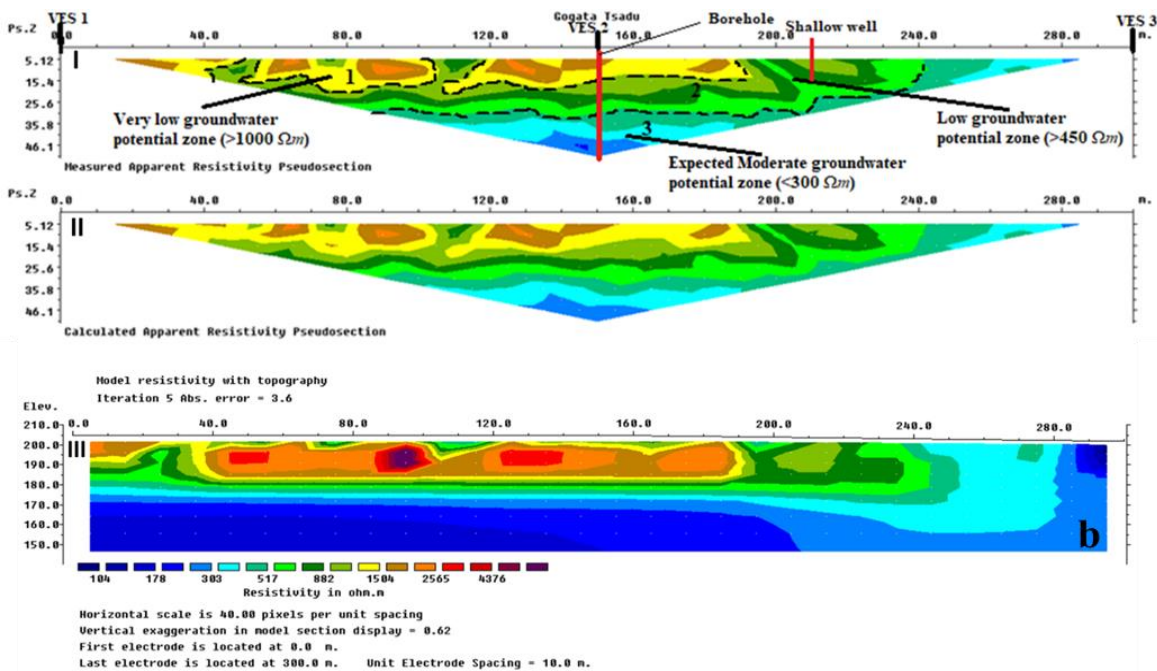 VES 1
Gogata Tsadu
VES 2
Borehole
Shallow well
VES 3
Ps.Z 0.0 40.0 80.0 120.0 160.0 200.0 240.0 280.0 m.
I
5.12
15.4
25.6
35.8
46.1
1
2
3
Very low groundwater
potential zone (>1000 Ωm)
Low groundwater
potential zone (>450 Ωm)
Expected Moderate groundwater
potential zone (<300 Ωm)
Measured Apparent Resistivity Pseudosection
Ps.Z 0.0 40.0 80.0 120.0 160.0 200.0 240.0 280.0 m.
II
5.12
15.4
25.6
35.8
46.1
Calculated Apparent Resistivity Pseudosection
Model resistivity with topography
Iteration 5 Abs. error = 3.6
Elev.
210.0 0.0 40.0 80.0 120.0 160.0 200.0 240.0 280.0
III
200.0
190.0
180.0
170.0
160.0
150.0
b
104 178 303 517 882 1504 2565 4376
Resistivity in ohm.m
Horizontal scale is 40.00 pixels per unit spacing
Vertical exaggeration in model section display = 0.62
First electrode is located at 0.0 m.
Last electrode is located at 300.0 m. Unit Electrode Spacing = 10.0 m.